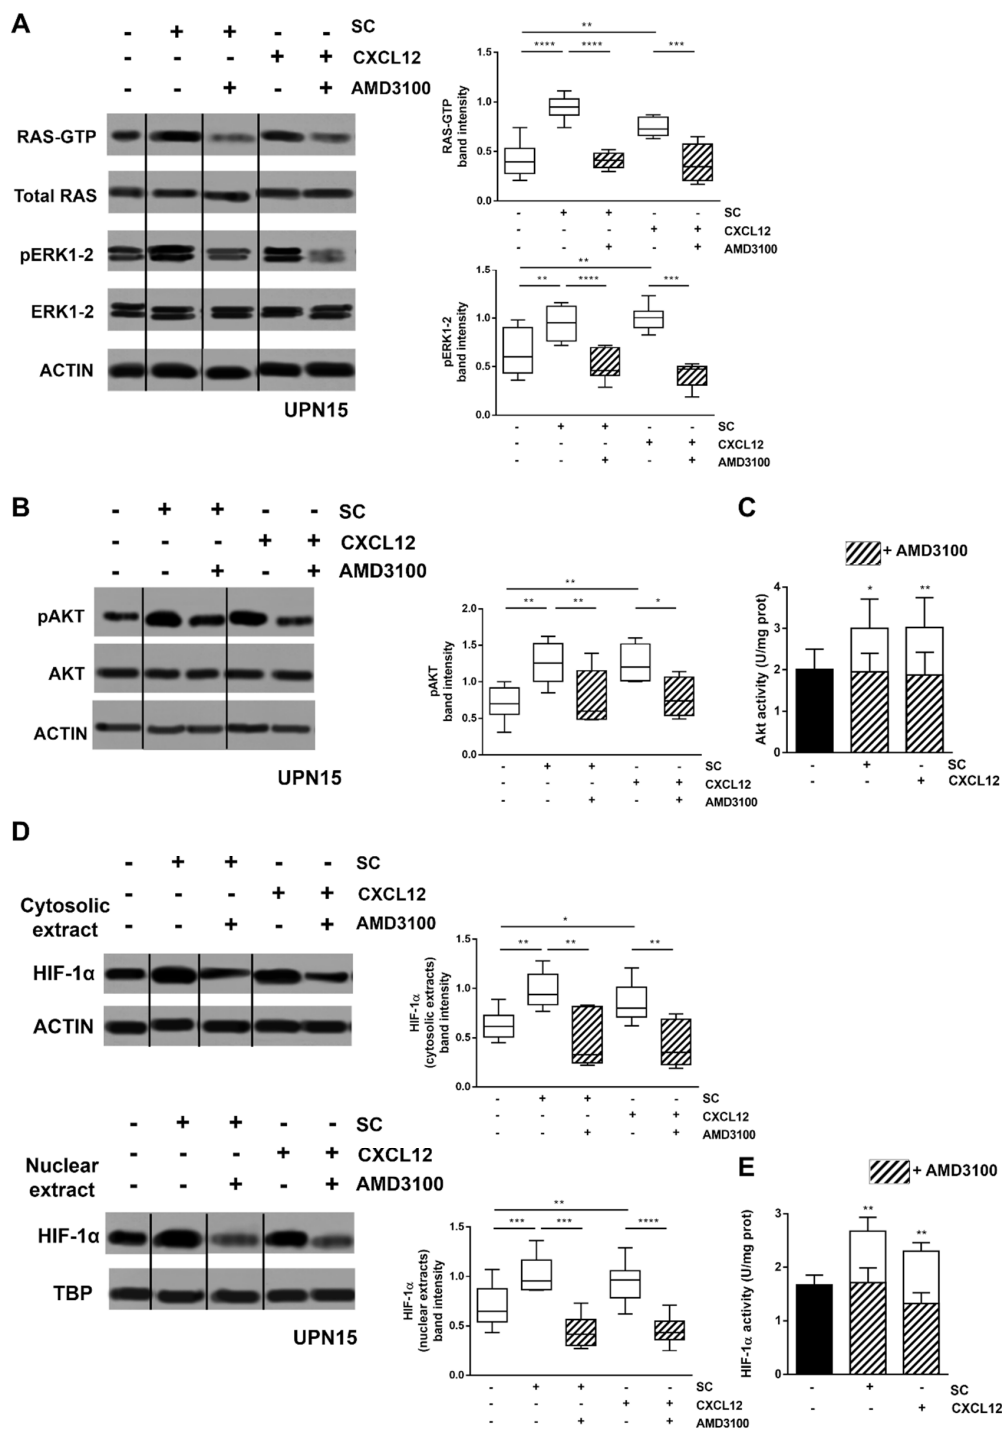 A
- + + - - SC
- - - + + CXCL12
- - + - + AMD3100
RAS-GTP
Total RAS
pERK1-2
ERK1-2
ACTIN
UPN15
RAS-GTP
band intensity
1.5
1.0
0.5
0.0
**
**** **** ***
- + + - - SC
- - - + + CXCL12
- - + - + AMD3100
pERK1-2
band intensity
1.5
1.0
0.5
0.0
**
** **** ***
- + + - - SC
- - - + + CXCL12
- - + - + AMD3100
B
- + + - - SC
- - - + + CXCL12
- - + - + AMD3100
pAKT
AKT
ACTIN
UPN15
pAKT
band intensity
2.0
1.5
1.0
0.5
0.0
**
** ** *
- + + - - SC
- - - + + CXCL12
- - + - + AMD3100
C
+ AMD3100
Akt activity (U/mg prot)
4
3
2
1
0
* **
- + - SC
- - + CXCL12
D
- + + - - SC
- - - + + CXCL12
- - + - + AMD3100
Cytosolic
extract
HIF-1α
ACTIN
HIF-1α
(cytosolic extracts)
band intensity
1.5
1.0
0.5
0.0
*
** ** **
- + + - - SC
- - - + + CXCL12
- - + - + AMD3100
- + + - - SC
- - - + + CXCL12
- - + - + AMD3100
Nuclear
extract
HIF-1α
TBP
UPN15
HIF-1α
(nuclear extracts)
band intensity
1.5
1.0
0.5
0.0
**
*** *** ****
- + + - - SC
- - - + + CXCL12
- - + - + AMD3100
E
+ AMD3100
HIF-1α activity (U/mg prot)
3
2
1
0
** **
- + - SC
- - + CXCL12